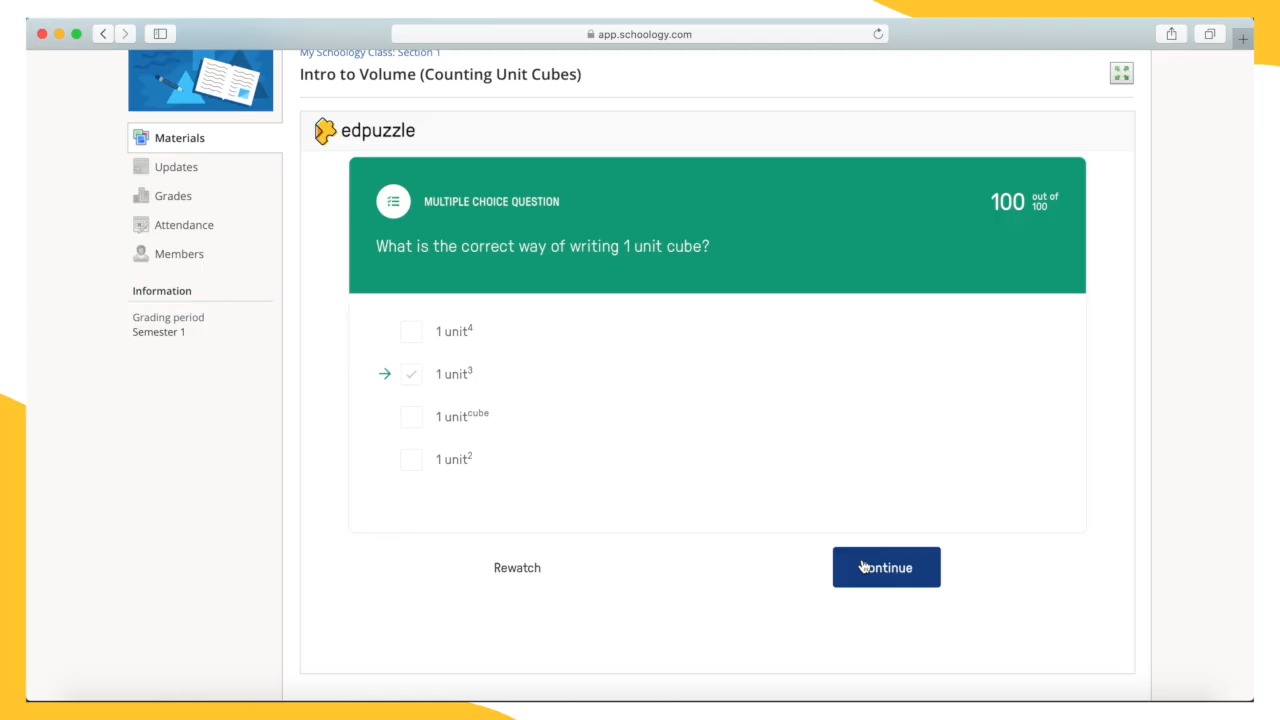 app.schoology.com
My Schoology Class: Section 1
Intro to Volume (Counting Unit Cubes)
Materials
Updates
Grades
Attendance
Members
Information
Grading period
Semester 1
edpuzzle
MULTIPLE CHOICE QUESTION
100 out of 100
What is the correct way of writing 1 unit cube?
1 unit⁴
1 unit³
1 unitᶜᵘᵇᵉ
1 unit²
Rewatch
Continue